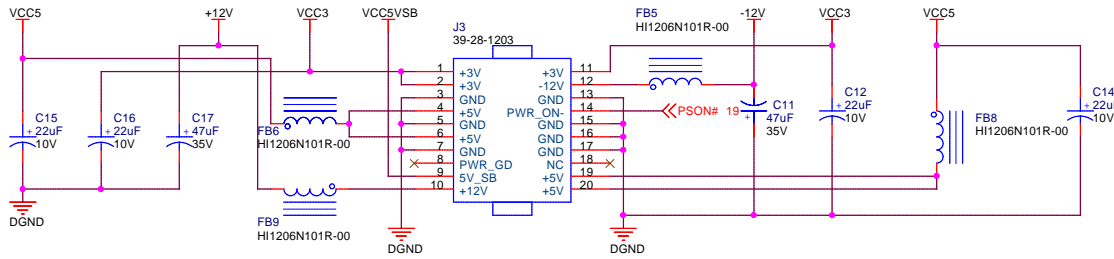 VCC5
+12V
VCC3
VCC5VSB
J3
39-28-1203
FB5
HI1206N101R-00
-12V
VCC3
VCC5
1 +3V
2 +3V
3 GND
4 +5V
5 GND
6 +5V
7 GND
8 PWR_GD
9 5V_SB
10 +12V
+3V 11
-12V 12
GND 13
PWR_ON- 14
GND 15
GND 16
GND 17
NC 18
+5V 19
+5V 20
PSON# 19
C15
+ 22uF
10V
C16
+ 22uF
10V
C17
+ 47uF
35V
FB6
HI1206N101R-00
FB9
HI1206N101R-00
C11
+ 47uF
35V
C12
+ 22uF
10V
FB8
HI1206N101R-00
C14
+ 22uF
10V
DGND
DGND
DGND